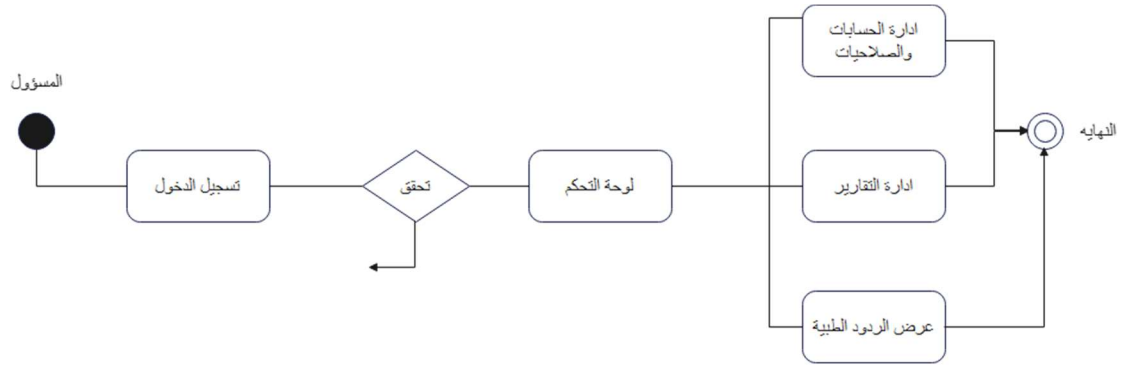 المسؤول
تسجيل الدخول
تحقق
لوحة التحكم
ادارة الحسابات
والصلاحيات
ادارة التقارير
عرض الردود الطبية
النهايه